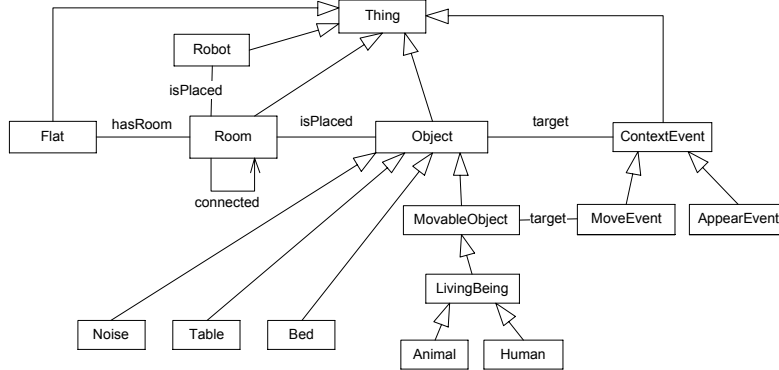 Thing
Robot
isPlaced
Flat
hasRoom
Room
isPlaced
Object
target
ContextEvent
connected
MovableObject
target
MoveEvent
AppearEvent
LivingBeing
Noise
Table
Bed
Animal
Human